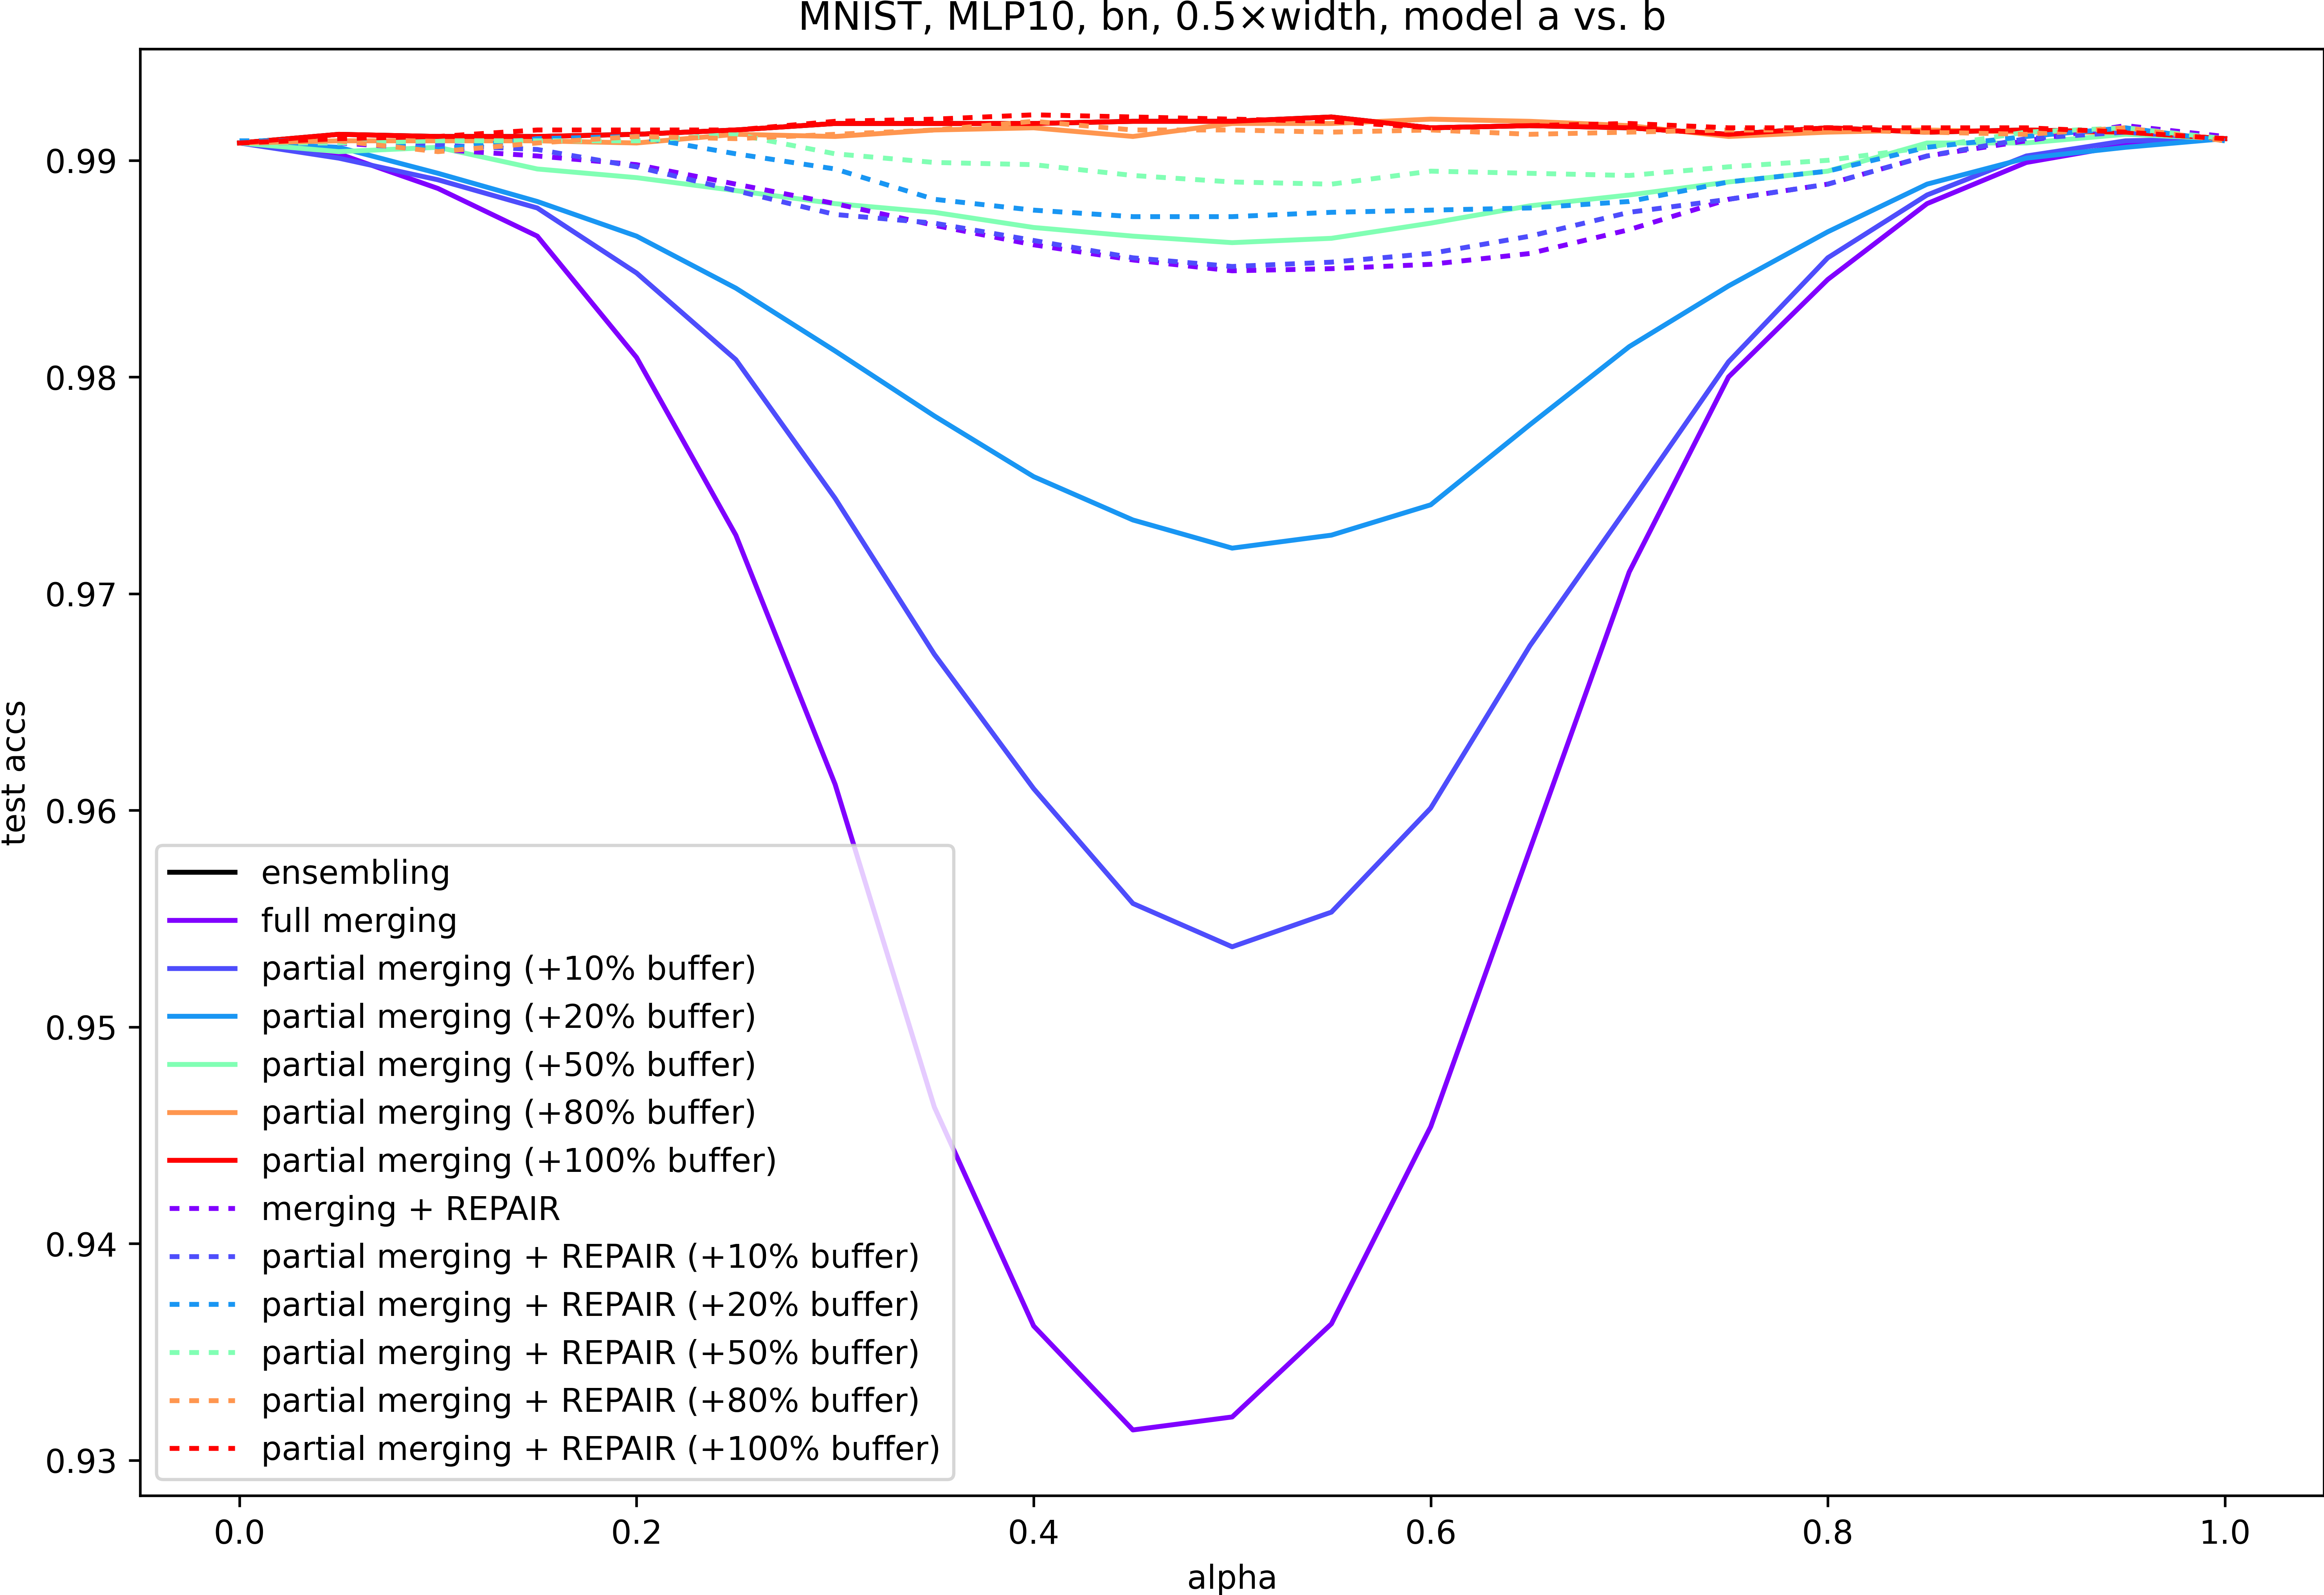 MNIST, MLP10, bn, 0.5×width, model a vs. b
test accs
0.99
0.98
0.97
0.96
0.95
0.94
0.93
ensembling
full merging
partial merging (+10% buffer)
partial merging (+20% buffer)
partial merging (+50% buffer)
partial merging (+80% buffer)
partial merging (+100% buffer)
merging + REPAIR
partial merging + REPAIR (+10% buffer)
partial merging + REPAIR (+20% buffer)
partial merging + REPAIR (+50% buffer)
partial merging + REPAIR (+80% buffer)
partial merging + REPAIR (+100% buffer)
0.0 0.2 0.4 0.6 0.8 1.0
alpha